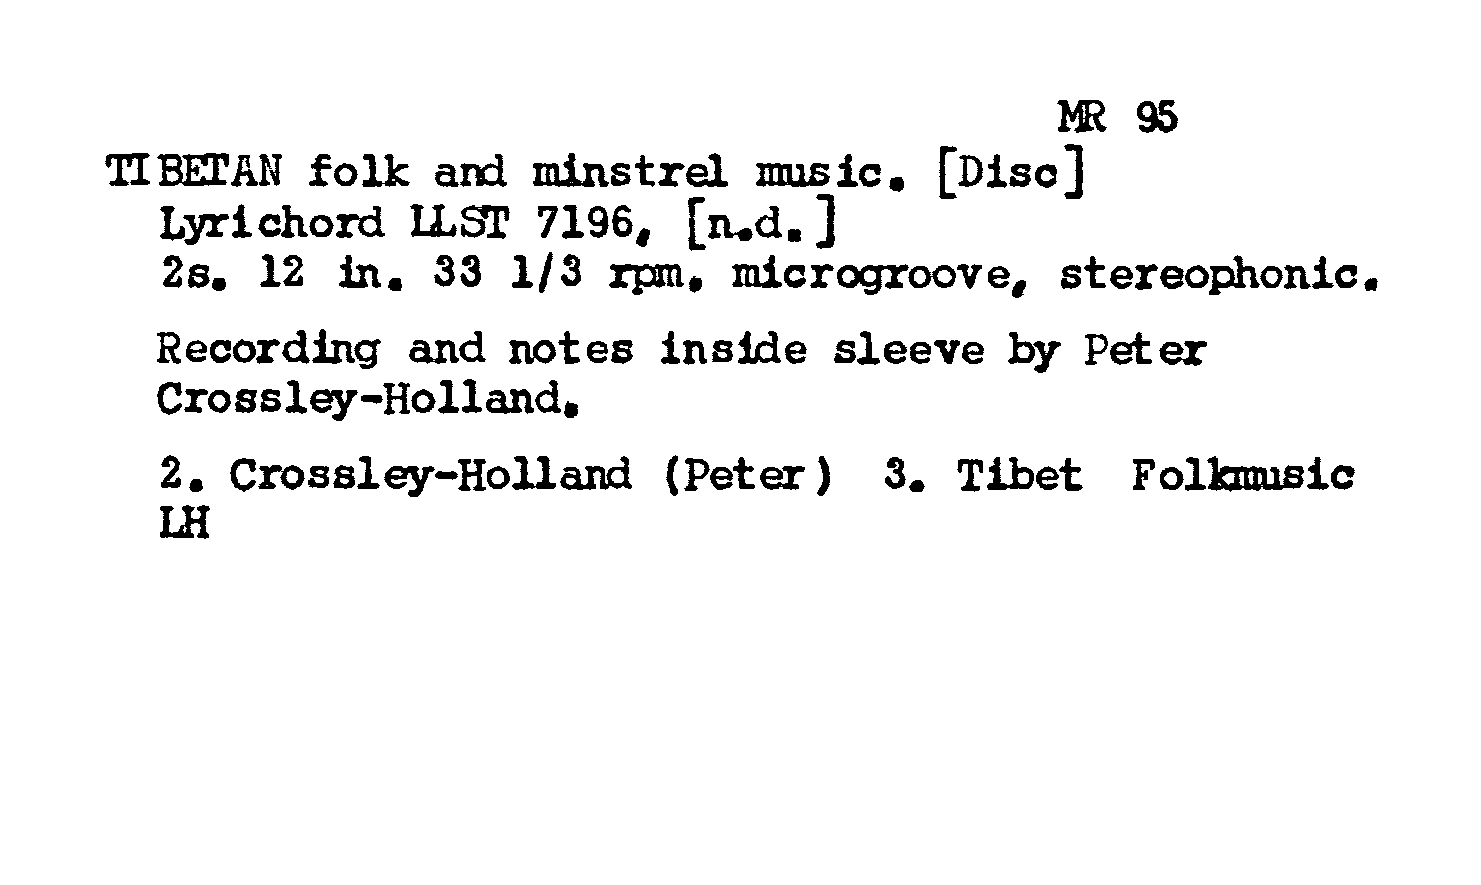 MR 95
TIBETAN folk and minstrel music. [Disc]
Lyrichord LLST 7196, [n.d.]
2s. 12 in. 33 1/3 rpm. microgroove, stereophonic.
Recording and notes inside sleeve by Peter
Crossley-Holland.
2. Crossley-Holland (Peter) 3. Tibet Folkmusic
LH